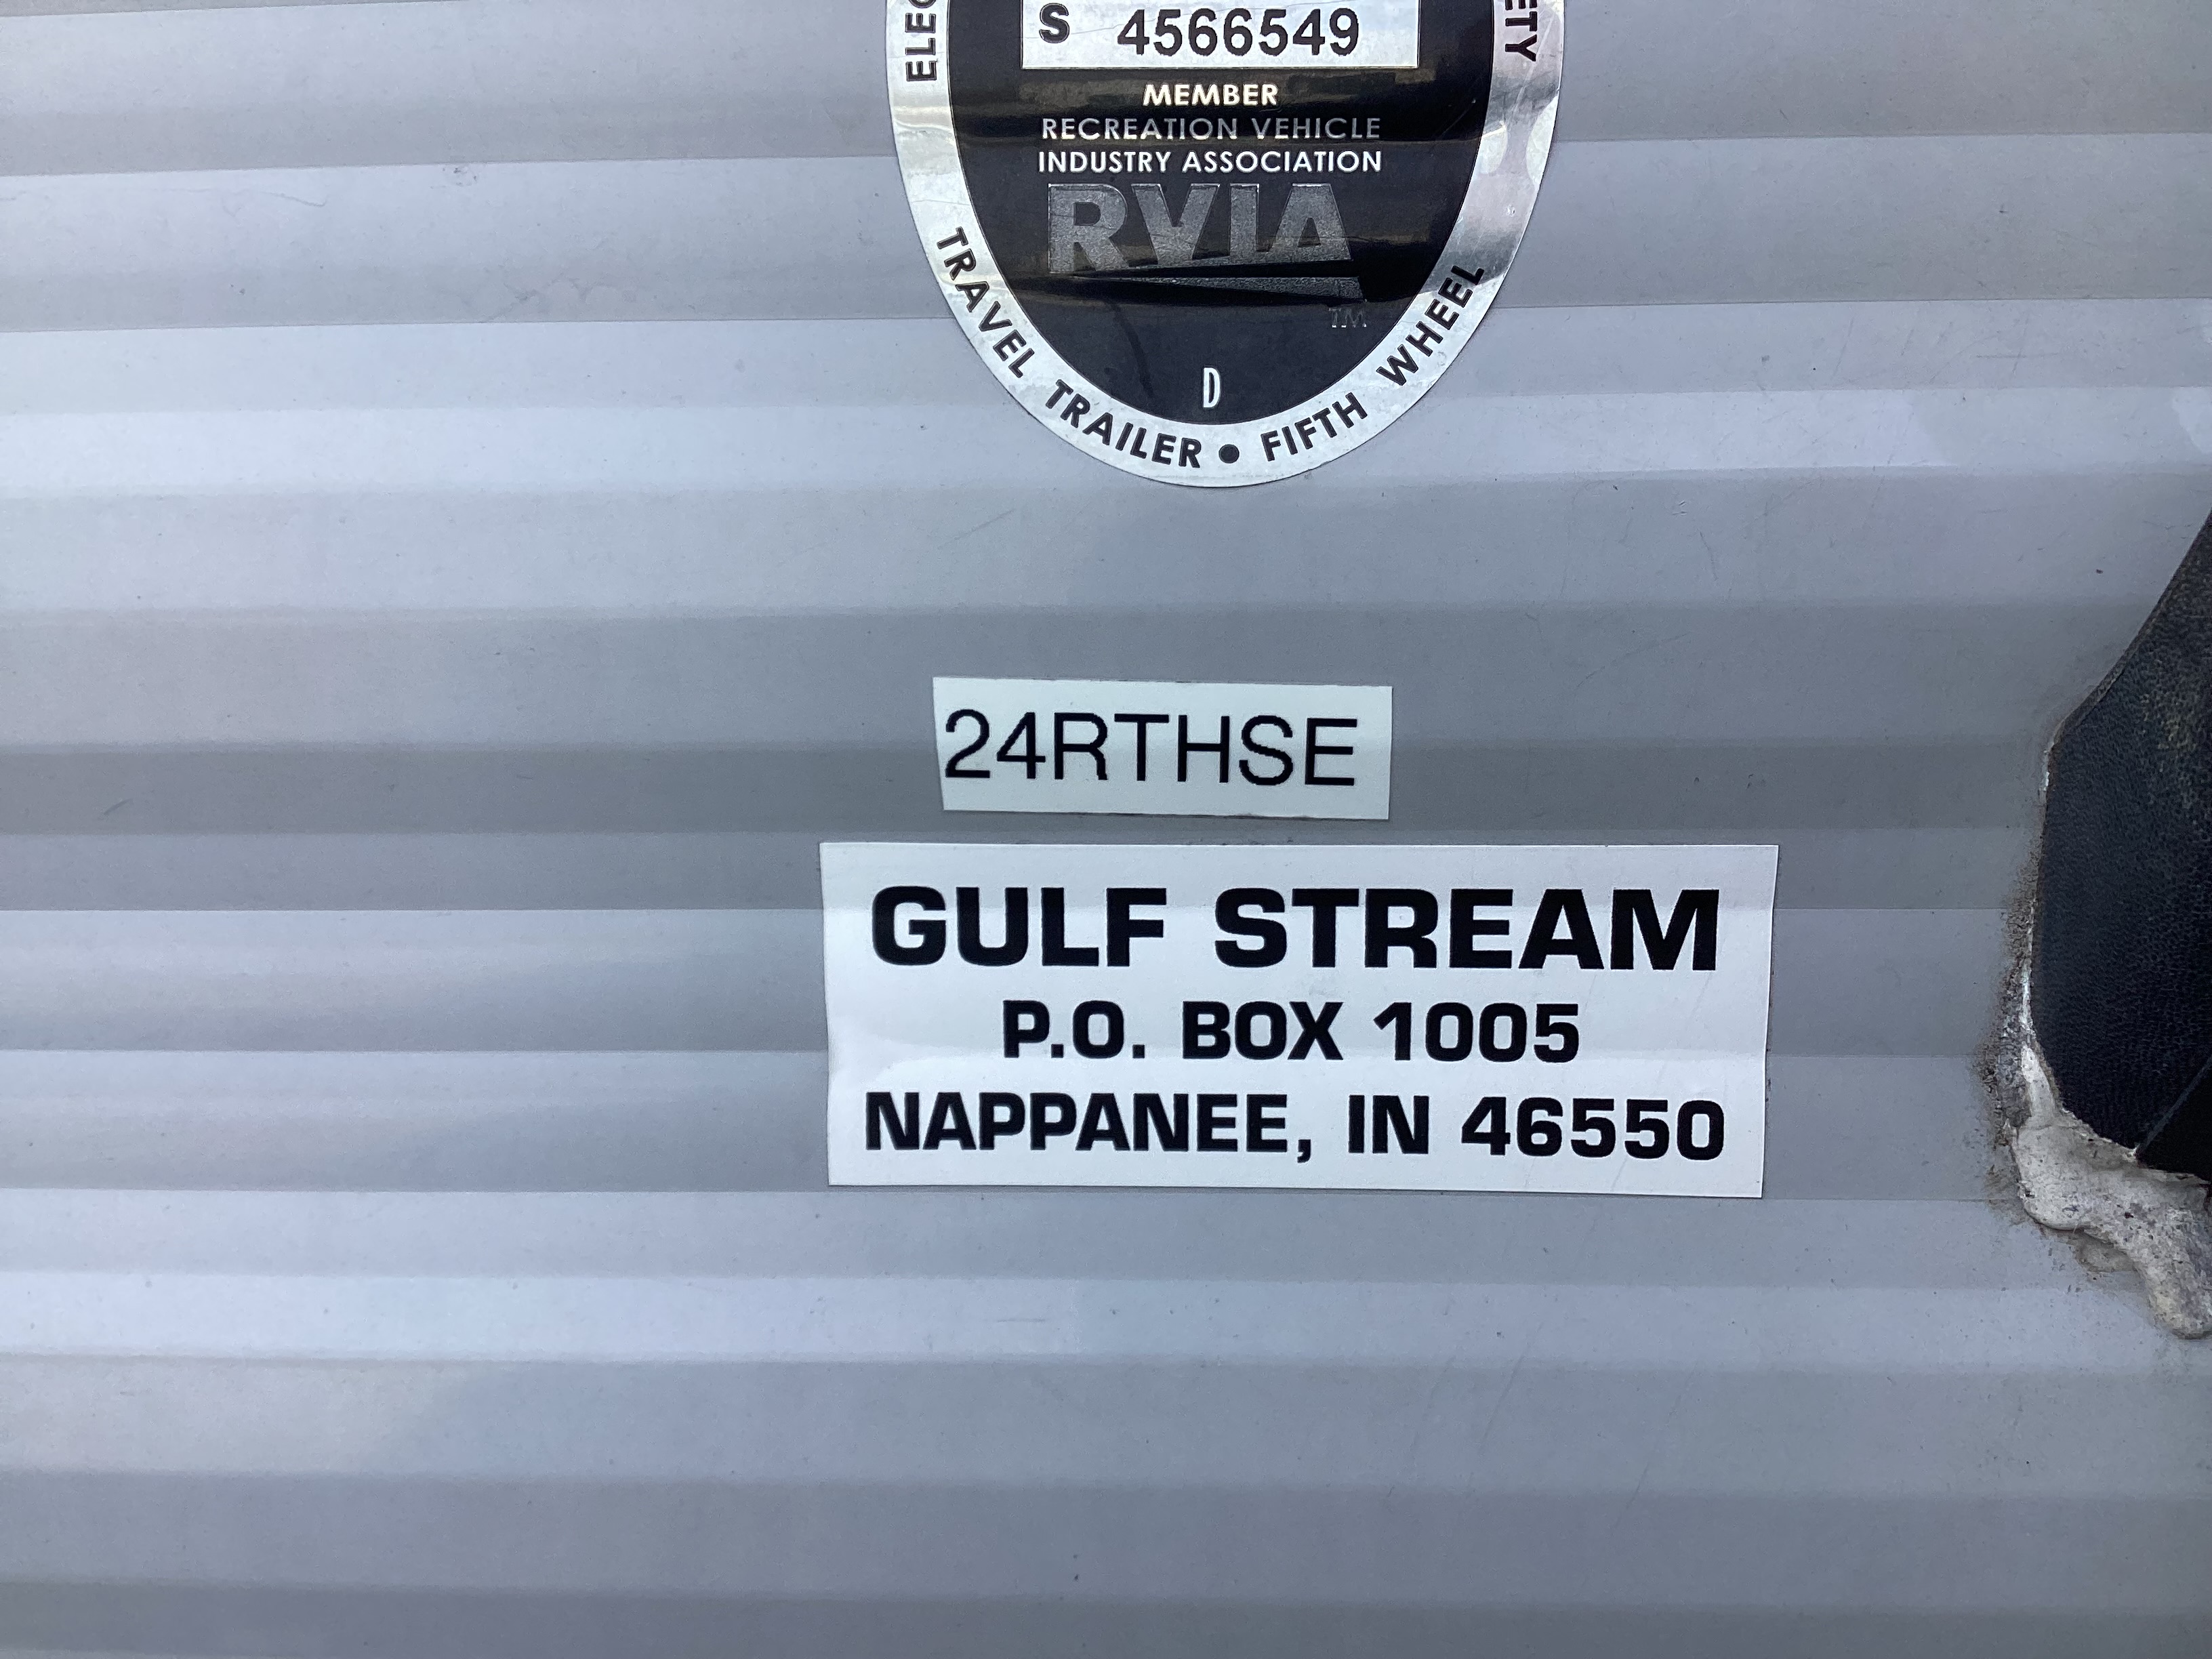 S 4566549
MEMBER
RECREATION VEHICLE
INDUSTRY ASSOCIATION
RVIA
TM
D
TRAVEL TRAILER • FIFTH WHEEL
24RTHSE
GULF STREAM
P.O. BOX 1005
NAPPANEE, IN 46550